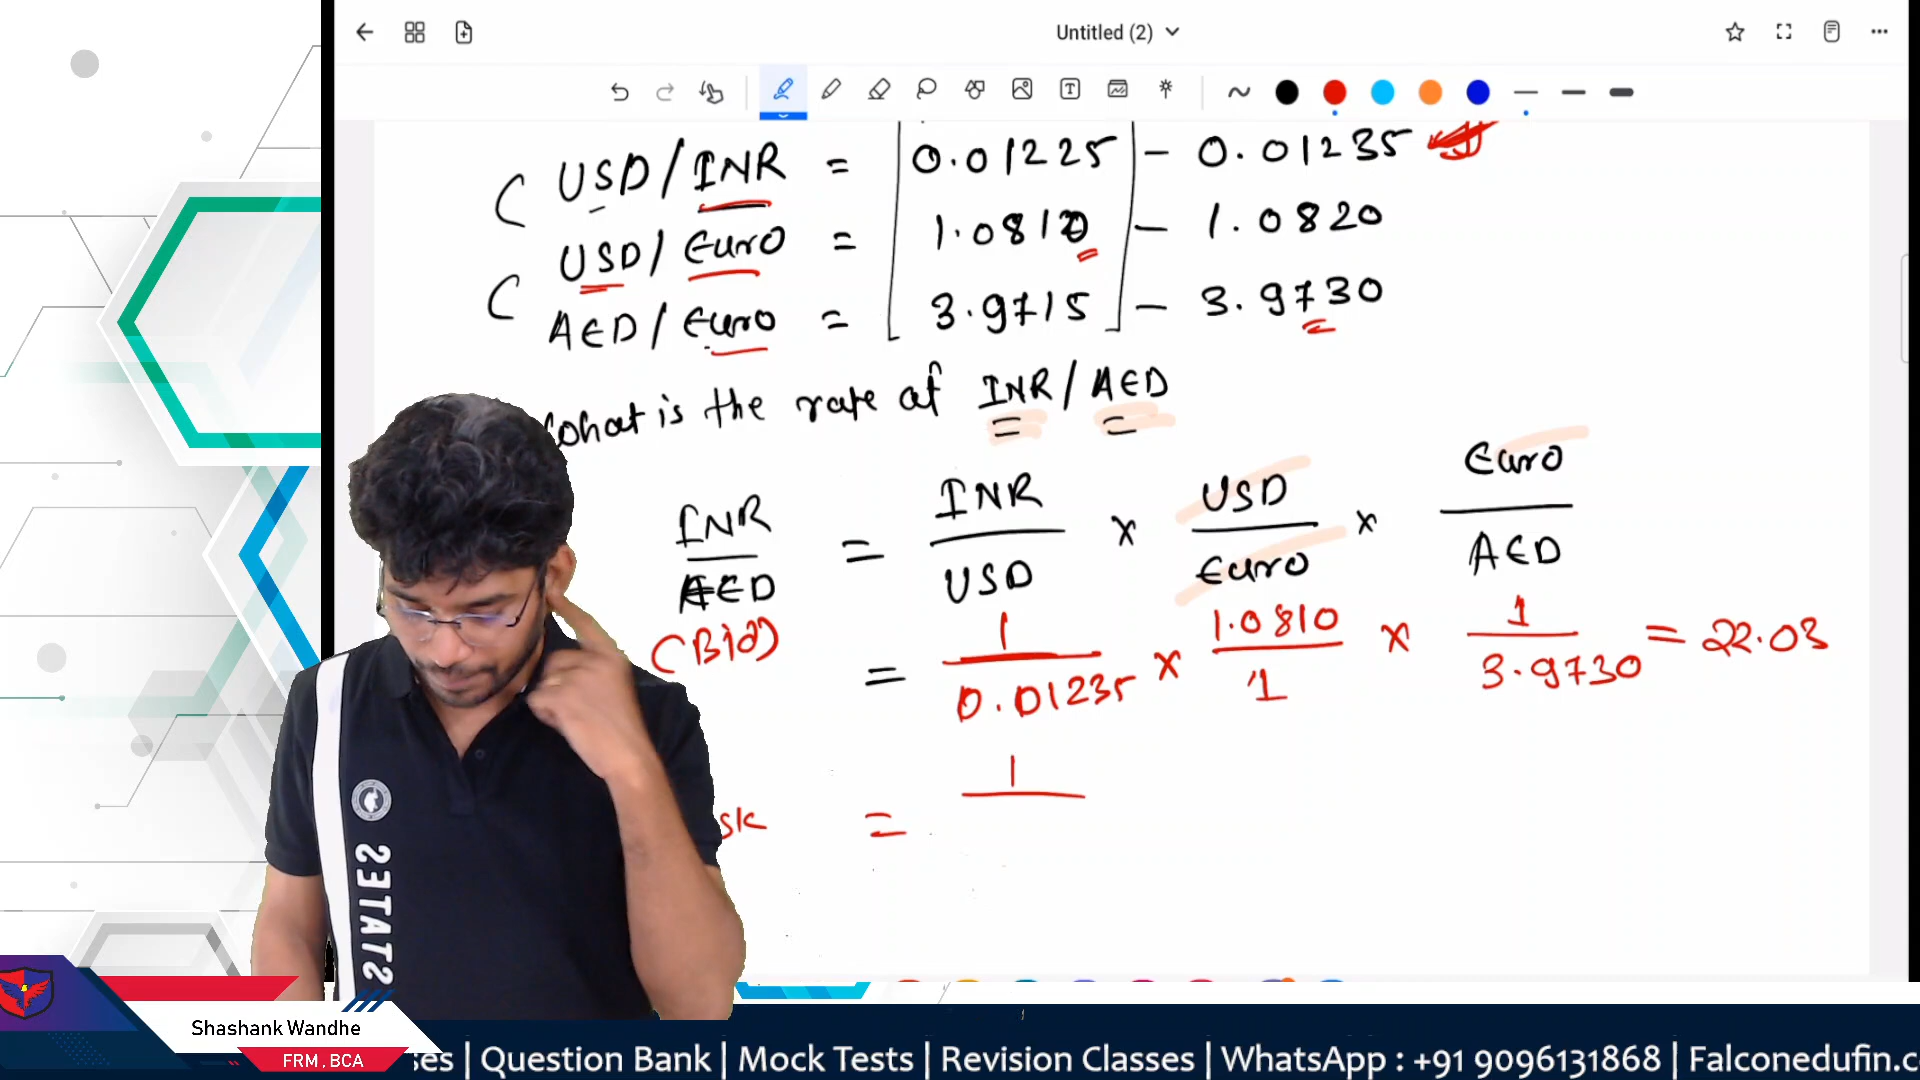 Untitled (2)
( USD/INR = [0.01225] - 0.01235
USD/Euro = 1.0810 - 1.0820
( AED/Euro = 3.9715 - 3.9730
What is the rate of INR/AED
INR/AED = INR/USD x USD/Euro x Euro/AED
(Bid) = 1/0.01235 x 1.0810/1 x 1/3.9730 = 22.03
sk = 1
STATES
Shashank Wandhe
FRM, BCA
ses | Question Bank | Mock Tests | Revision Classes | WhatsApp : +91 9096131868 | Falconedufin.c